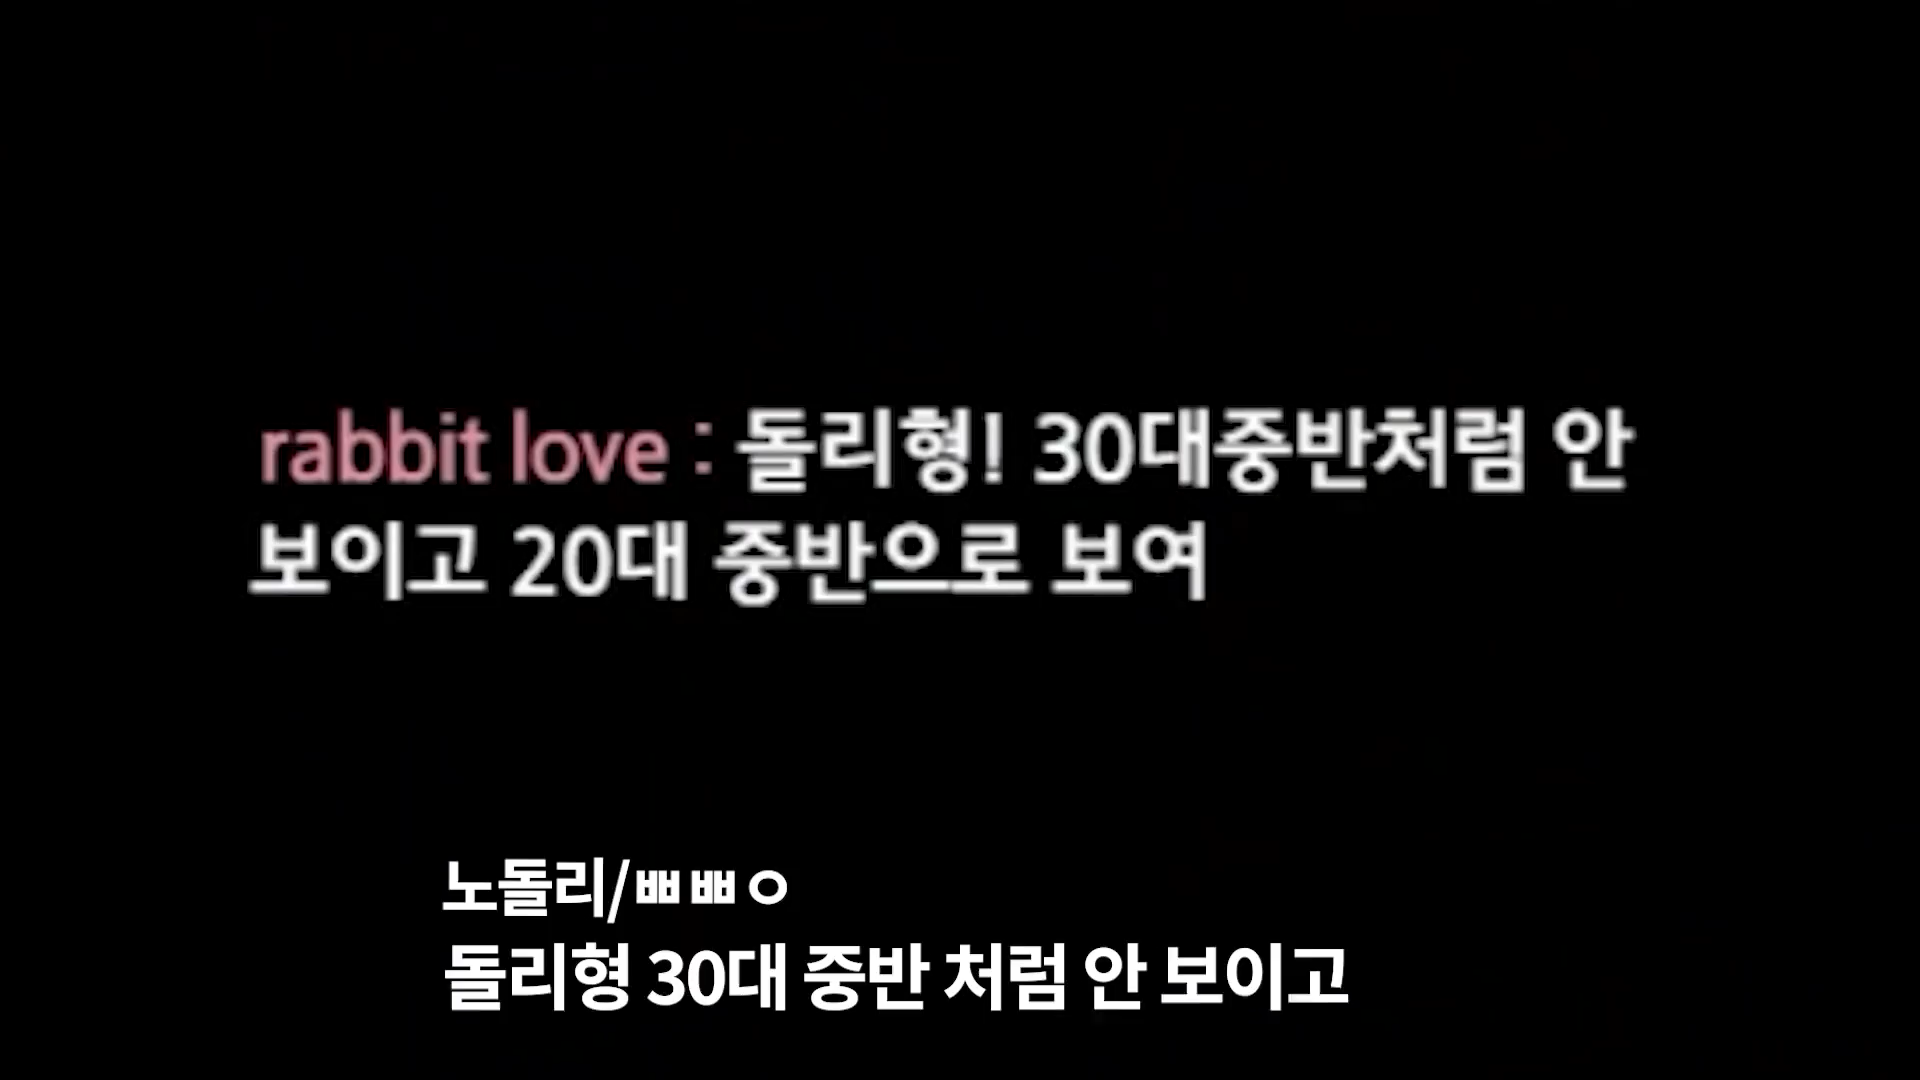 rabbit love : 돌리형! 30대중반처럼 안
보이고 20대 중반으로 보여
노돌리/ㅃㅃㅇ
돌리형 30대 중반 처럼 안 보이고